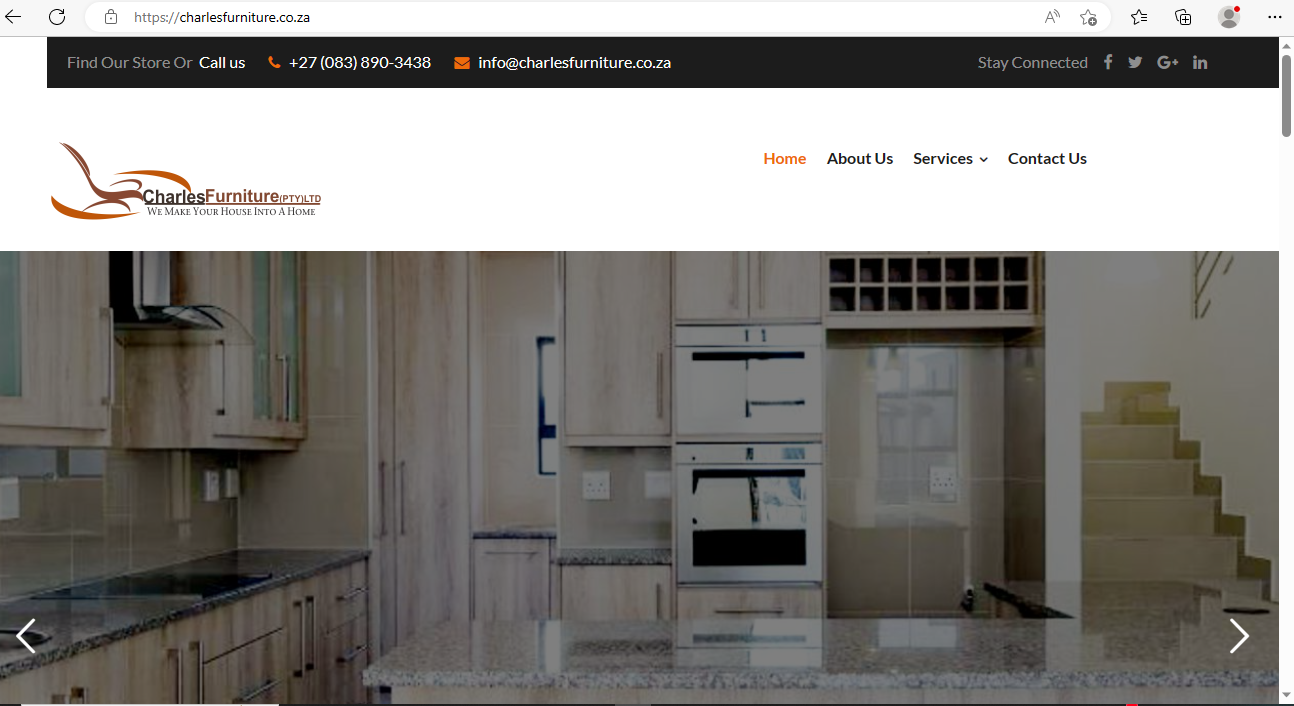 https://charlesfurniture.co.za
Find Our Store Or Call us +27 (083) 890-3438 info@charlesfurniture.co.za Stay Connected
Home About Us Services Contact Us
CharlesFurniture(PTY)LTD
We Make Your House Into A Home